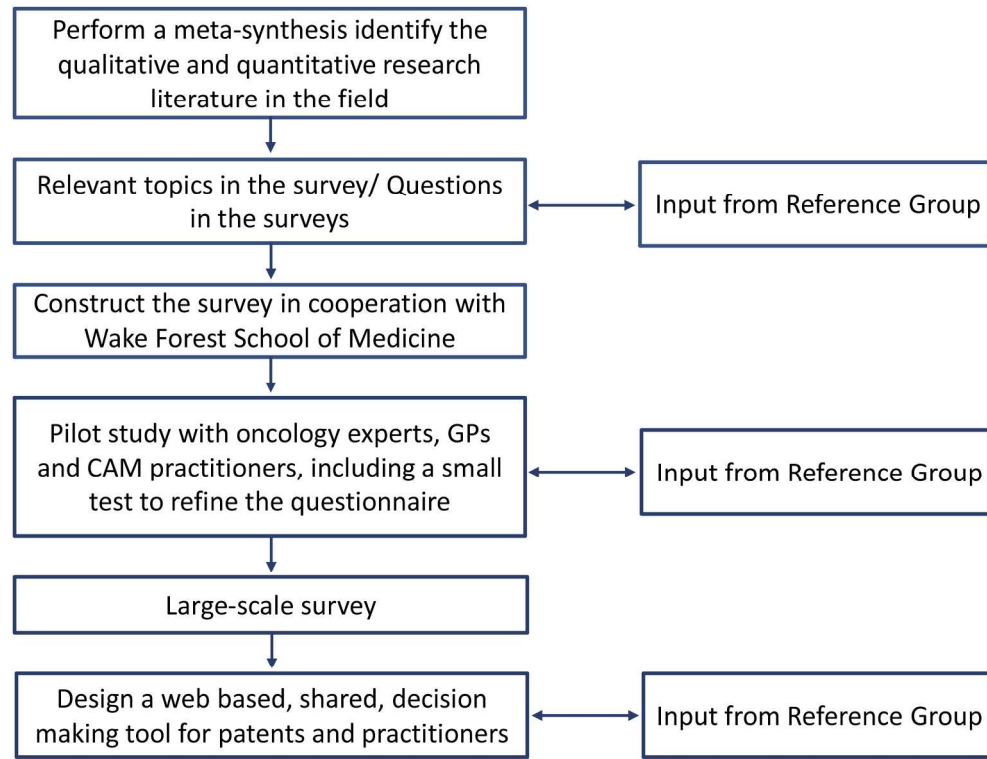 Perform a meta-synthesis identify the
qualitative and quantitative research
literature in the field
Relevant topics in the survey/ Questions
in the surveys
Input from Reference Group
Construct the survey in cooperation with
Wake Forest School of Medicine
Pilot study with oncology experts, GPs
and CAM practitioners, including a small
test to refine the questionnaire
Input from Reference Group
Large-scale survey
Design a web based, shared, decision
making tool for patents and practitioners
Input from Reference Group